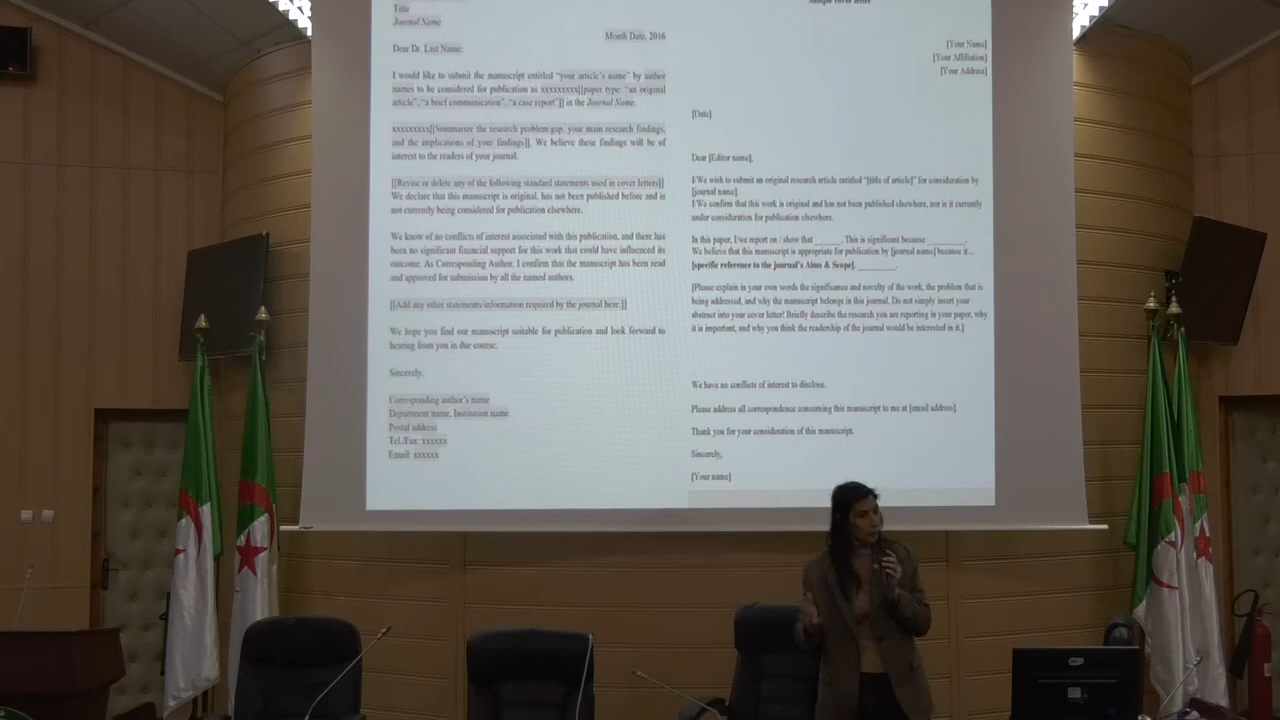 Title
Journal Name
Month Date, 2016
Dear Dr. Last Name:
I would like to submit the manuscript entitled “your article’s name” by author
names to be considered for publication as xxxxxxxxx[[paper type: “an original
article”, “a brief communication”, “a case report”]] in the Journal Name.
xxxxxxxxx[[Summarize the research problem/gap, your main research findings,
and the implications of your findings]]. We believe these findings will be of
interest to the readers of your journal.
[[Revise or delete any of the following standard statements used in cover letters]]
We declare that this manuscript is original, has not been published before and is
not currently being considered for publication elsewhere.
We know of no conflicts of interest associated with this publication, and there has
been no significant financial support for this work that could have influenced its
outcome. As Corresponding Author, I confirm that the manuscript has been read
and approved for submission by all the named authors.
[[Add any other statements/information required by the journal here:]]
We hope you find our manuscript suitable for publication and look forward to
hearing from you in due course.
Sincerely,
Corresponding author’s name
Department name, Institution name
Postal address
Tel./Fax: xxxxxx
Email: xxxxxx
Sample cover letter
[Your Name]
[Your Affiliation]
[Your Address]
[Date]
Dear [Editor name],
I/We wish to submit an original research article entitled “[title of article]” for consideration by
[journal name].
I/We confirm that this work is original and has not been published elsewhere, nor is it currently
under consideration for publication elsewhere.
In this paper, I/we report on / show that _______. This is significant because __________.
We believe that this manuscript is appropriate for publication by [journal name] because it...
[specific reference to the journal’s Aims & Scope]. __________.
[Please explain in your own words the significance and novelty of the work, the problem that is
being addressed, and why the manuscript belongs in this journal. Do not simply insert your
abstract into your cover letter! Briefly describe the research you are reporting in your paper, why
it is important, and why you think the readership of the journal would be interested in it.]
We have no conflicts of interest to disclose.
Please address all correspondence concerning this manuscript to me at [email address].
Thank you for your consideration of this manuscript.
Sincerely,
[Your name]